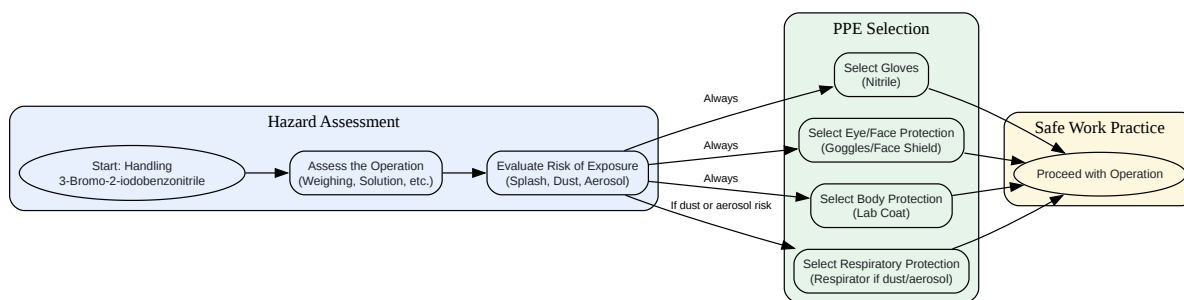 Hazard Assessment
Start: Handling
3-Bromo-2-iodobenzonitrile
Assess the Operation
(Weighing, Solution, etc.)
Evaluate Risk of Exposure
(Splash, Dust, Aerosol)
Always
Always
Always
If dust or aerosol risk
PPE Selection
Select Gloves
(Nitrile)
Select Eye/Face Protection
(Goggles/Face Shield)
Select Body Protection
(Lab Coat)
Select Respiratory Protection
(Respirator if dust/aerosol)
Safe Work Practice
Proceed with Operation